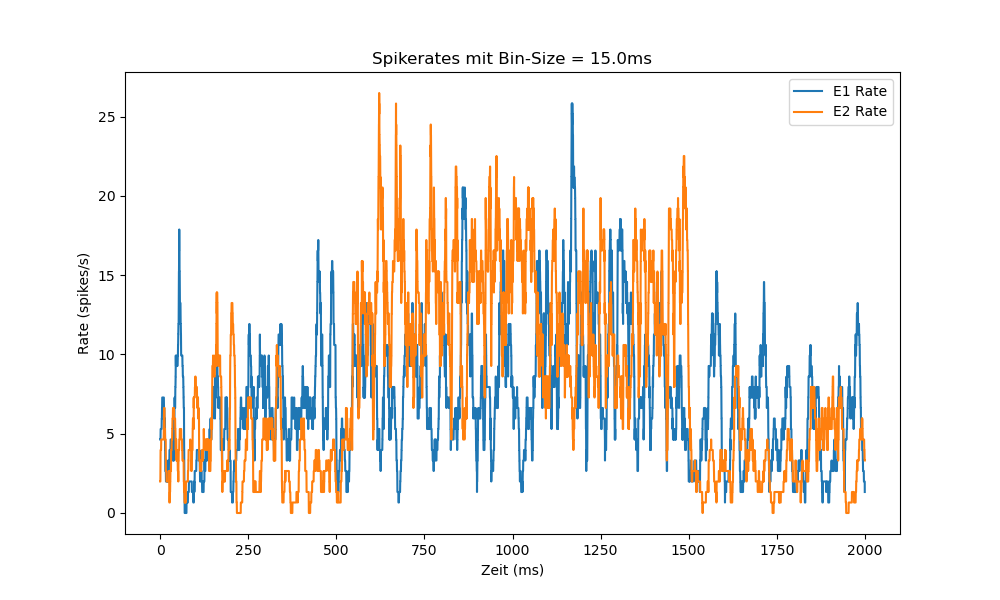 Spikerates mit Bin-Size = 15.0ms
E1 Rate
E2 Rate
Rate (spikes/s)
25
20
15
10
5
0
0 250 500 750 1000 1250 1500 1750 2000
Zeit (ms)